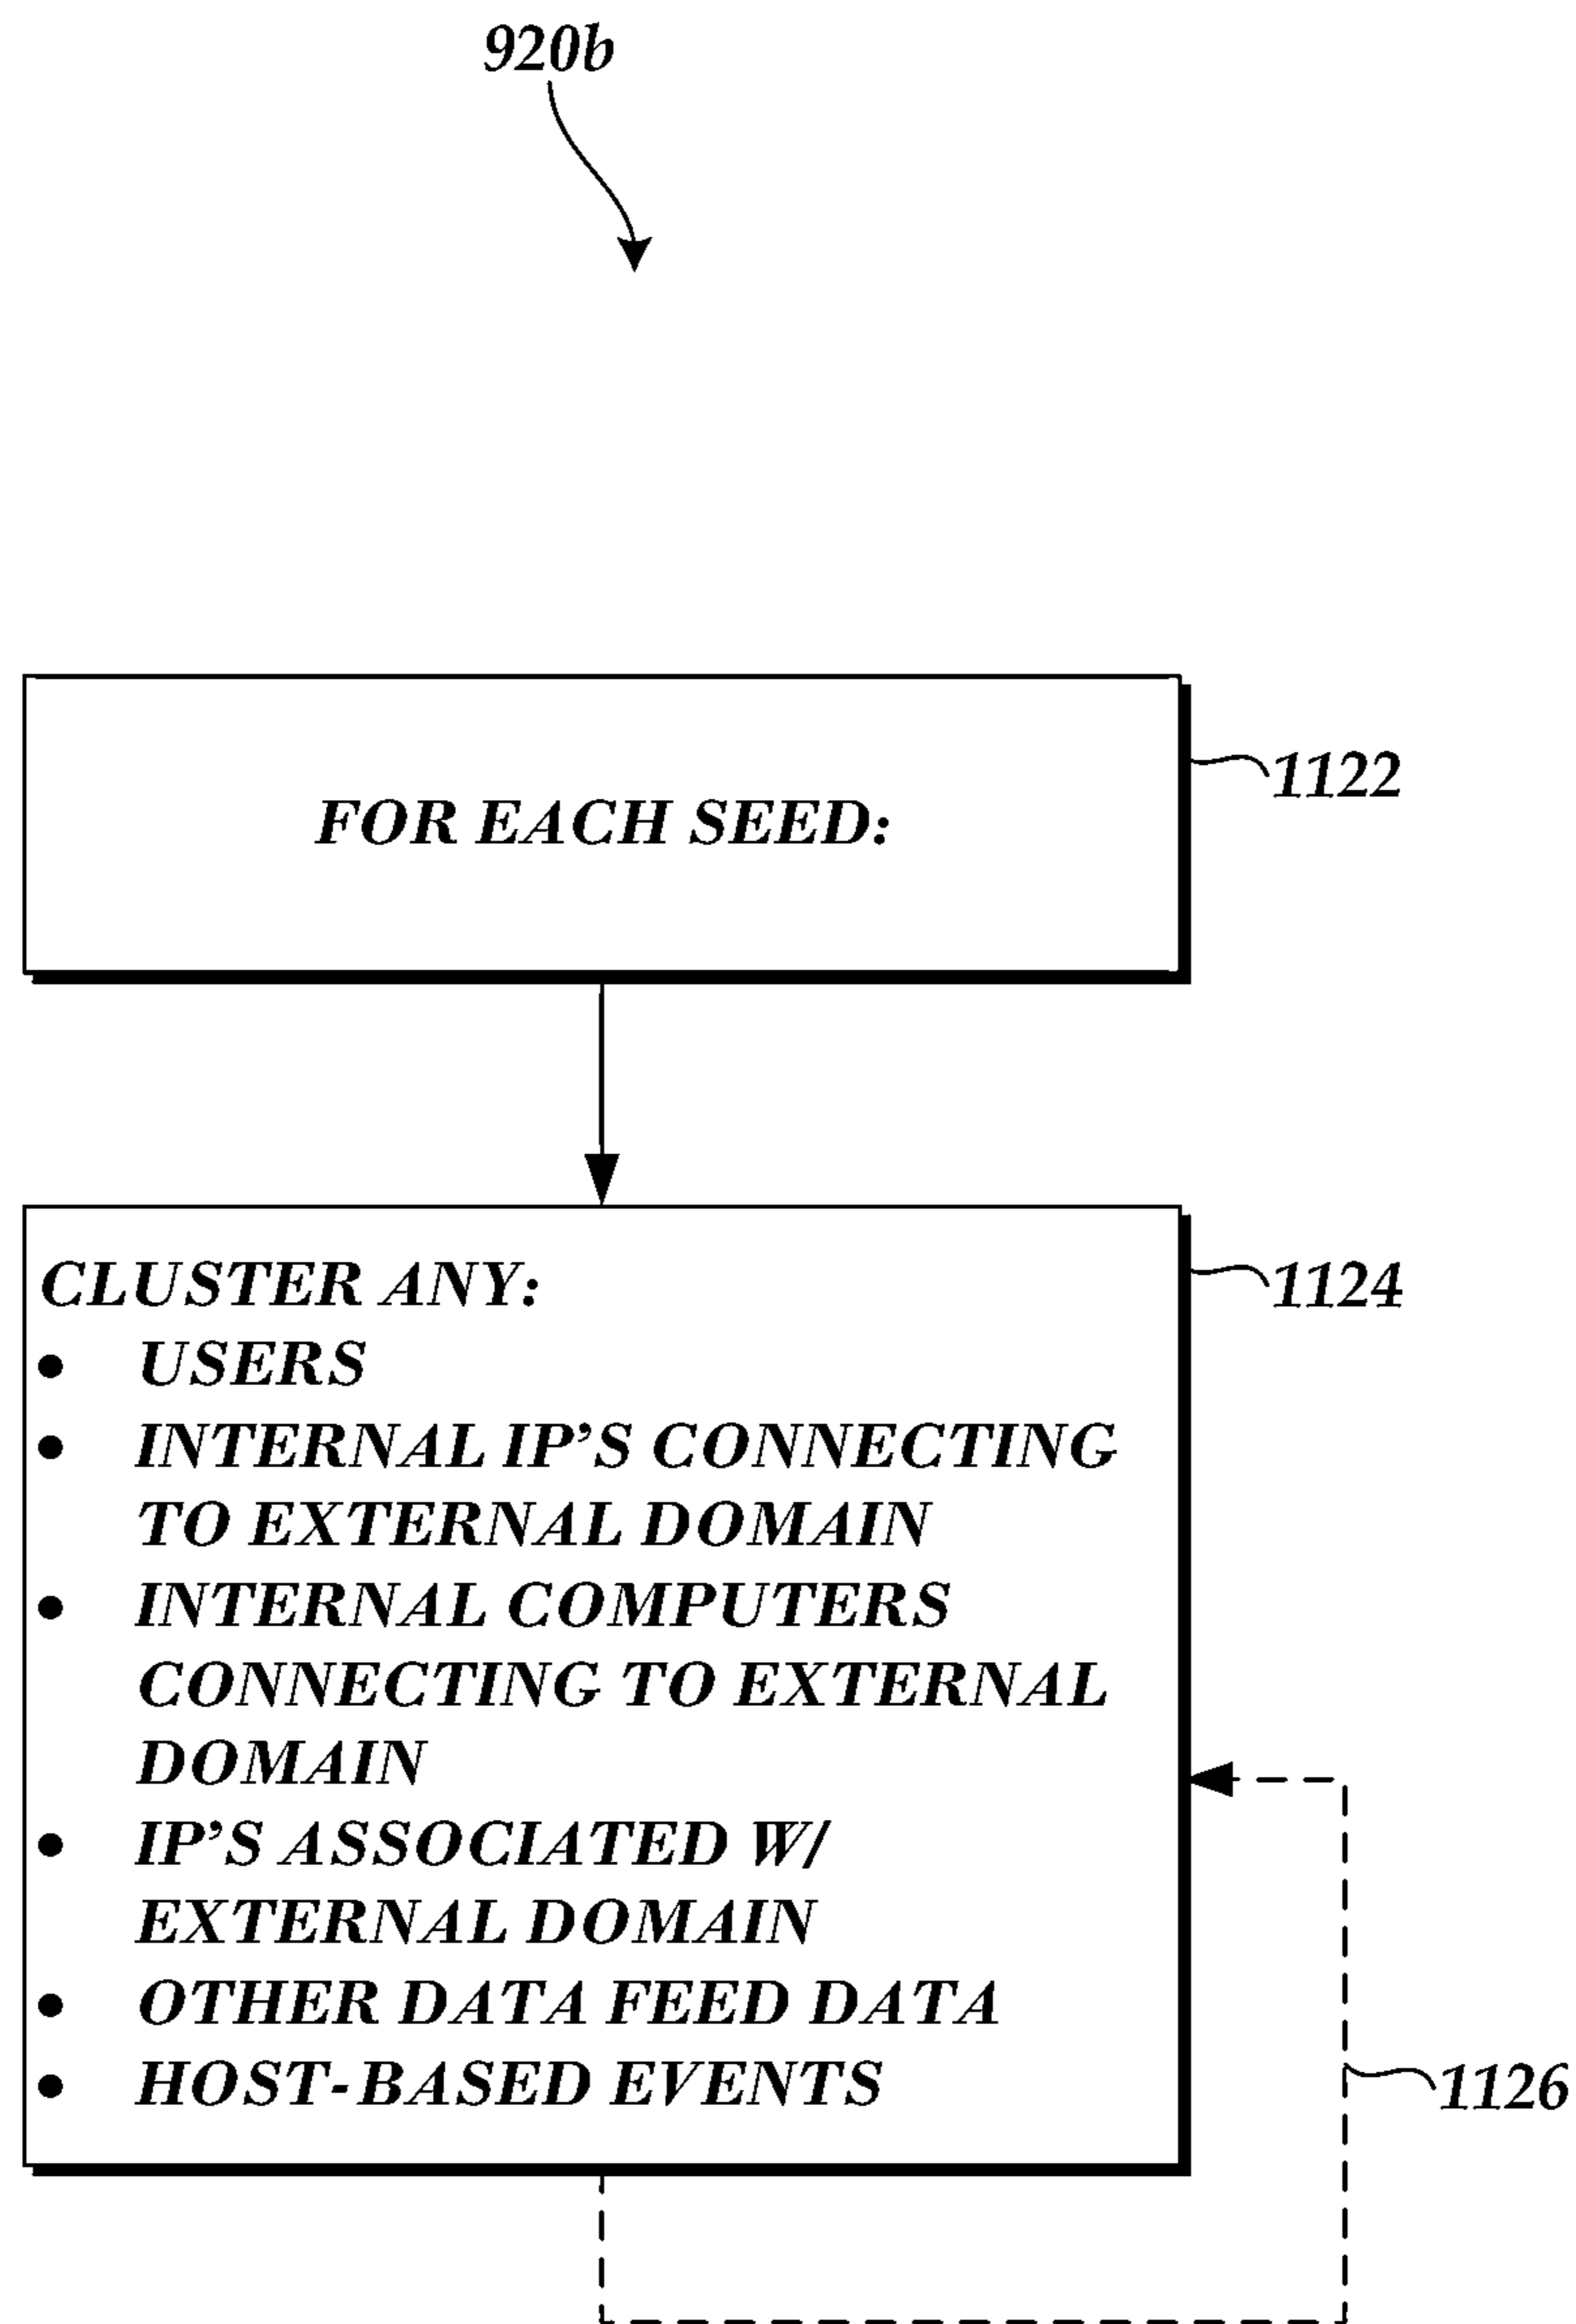 920b
FOR EACH SEED:
1122
CLUSTER ANY:
1124
• USERS
• INTERNAL IP'S CONNECTING
TO EXTERNAL DOMAIN
• INTERNAL COMPUTERS
CONNECTING TO EXTERNAL
DOMAIN
• IP'S ASSOCIATED W/
EXTERNAL DOMAIN
• OTHER DATA FEED DATA
• HOST-BASED EVENTS
1126